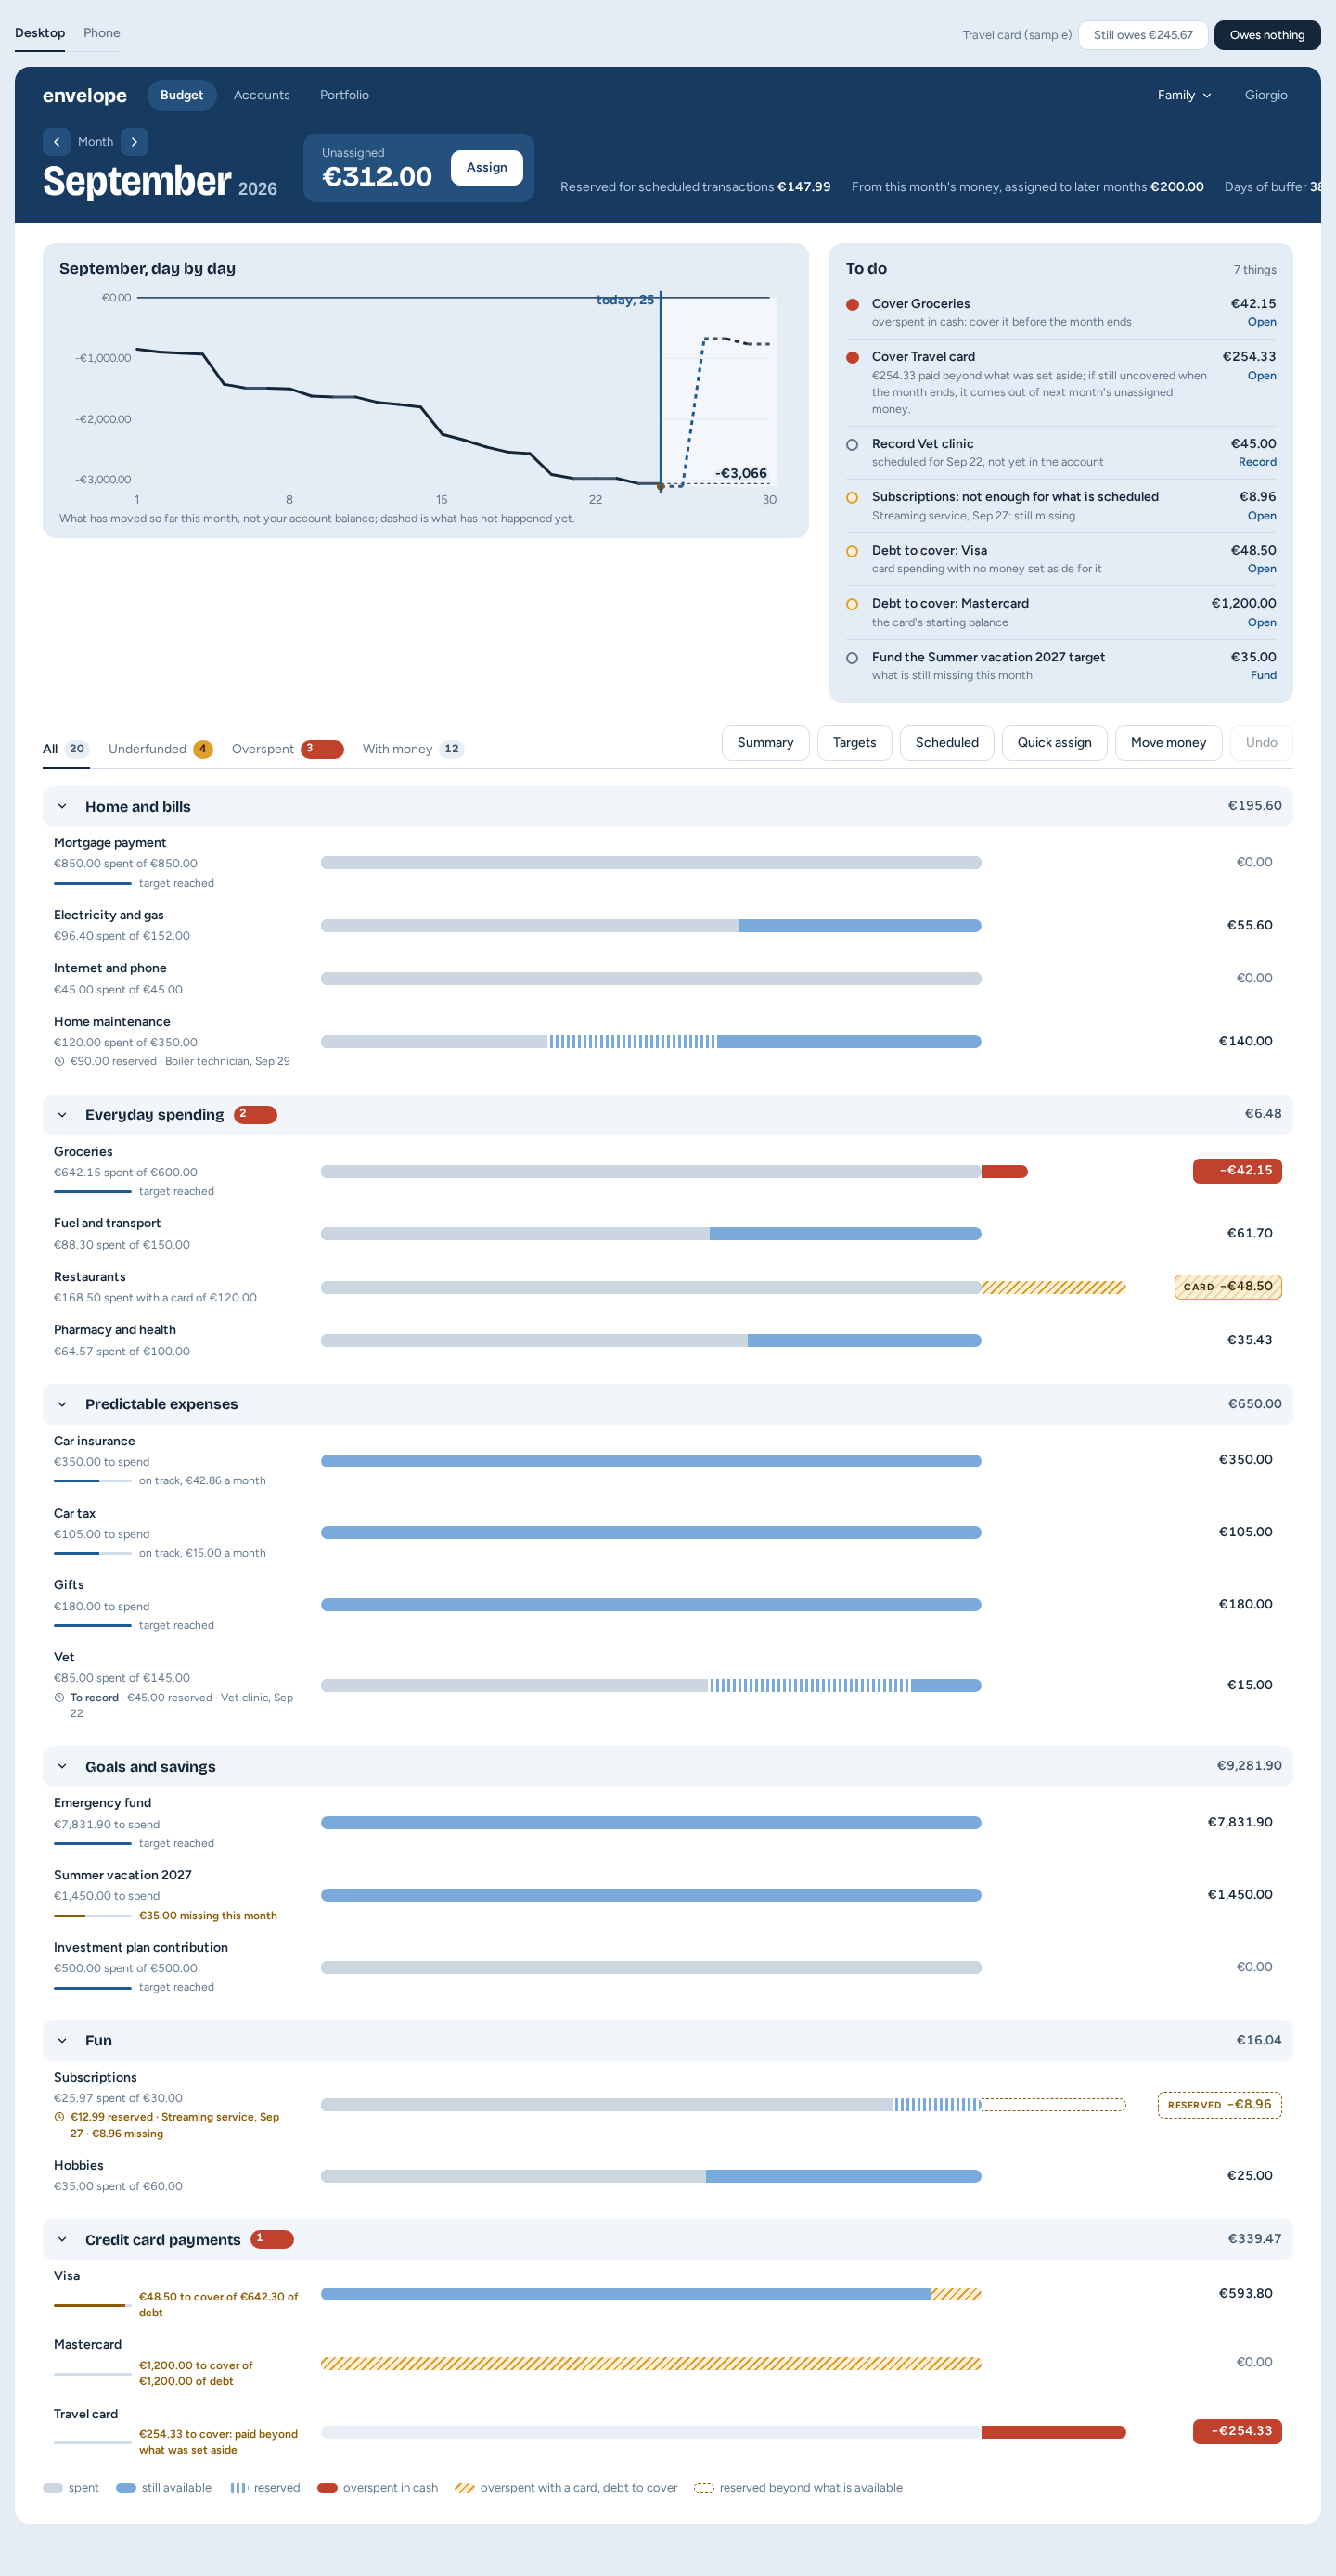 Desktop Phone Travel card (sample) Still owes €245.67 Owes nothing
envelope Budget Accounts Portfolio Family Giorgio
Month
September 2026
Unassigned
€312.00
Assign
Reserved for scheduled transactions €147.99 From this month's money, assigned to later months €200.00 Days of buffer 38
September, day by day
€0.00
-€1,000.00
-€2,000.00
-€3,000.00
today, 25
-€3,066
1 8 15 22 30
What has moved so far this month, not your account balance; dashed is what has not happened yet.
To do 7 things
Cover Groceries €42.15
overspent in cash: cover it before the month ends Open
Cover Travel card €254.33
€254.33 paid beyond what was set aside; if still uncovered when Open
the month ends, it comes out of next month's unassigned
money.
Record Vet clinic €45.00
scheduled for Sep 22, not yet in the account Record
Subscriptions: not enough for what is scheduled €8.96
Streaming service, Sep 27: still missing Open
Debt to cover: Visa €48.50
card spending with no money set aside for it Open
Debt to cover: Mastercard €1,200.00
the card's starting balance Open
Fund the Summer vacation 2027 target €35.00
what is still missing this month Fund
All 20 Underfunded 4 Overspent 3 With money 12
Summary Targets Scheduled Quick assign Move money Undo
Home and bills €195.60
Mortgage payment
€850.00 spent of €850.00 €0.00
target reached
Electricity and gas
€96.40 spent of €152.00 €55.60
Internet and phone
€45.00 spent of €45.00 €0.00
Home maintenance
€120.00 spent of €350.00 €140.00
€90.00 reserved · Boiler technician, Sep 29
Everyday spending 2 €6.48
Groceries
€642.15 spent of €600.00 −€42.15
target reached
Fuel and transport
€88.30 spent of €150.00 €61.70
Restaurants
€168.50 spent with a card of €120.00 CARD −€48.50
Pharmacy and health
€64.57 spent of €100.00 €35.43
Predictable expenses €650.00
Car insurance
€350.00 to spend €350.00
on track, €42.86 a month
Car tax
€105.00 to spend €105.00
on track, €15.00 a month
Gifts
€180.00 to spend €180.00
target reached
Vet
€85.00 spent of €145.00 €15.00
To record · €45.00 reserved · Vet clinic, Sep
22
Goals and savings €9,281.90
Emergency fund
€7,831.90 to spend €7,831.90
target reached
Summer vacation 2027
€1,450.00 to spend €1,450.00
€35.00 missing this month
Investment plan contribution
€500.00 spent of €500.00 €0.00
target reached
Fun €16.04
Subscriptions
€25.97 spent of €30.00 RESERVED −€8.96
€12.99 reserved · Streaming service, Sep
27 · €8.96 missing
Hobbies
€35.00 spent of €60.00 €25.00
Credit card payments 1 €339.47
Visa
€48.50 to cover of €642.30 of €593.80
debt
Mastercard
€1,200.00 to cover of €0.00
€1,200.00 of debt
Travel card
€254.33 to cover: paid beyond −€254.33
what was set aside
spent still available reserved overspent in cash overspent with a card, debt to cover reserved beyond what is available